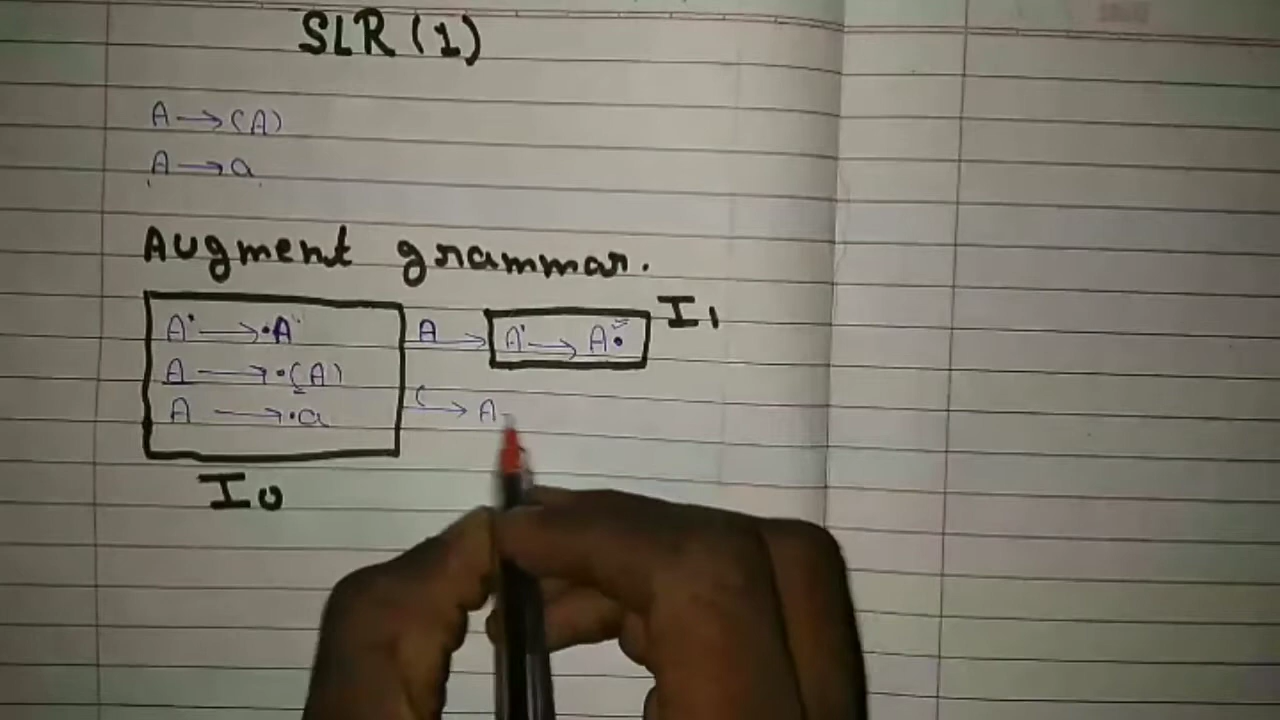 SLR (1)
A → (A)
A → a
Augment grammar.
A' → •A
A → A' → A• I₁
A → •(A)
A → •a
( → A
I₀